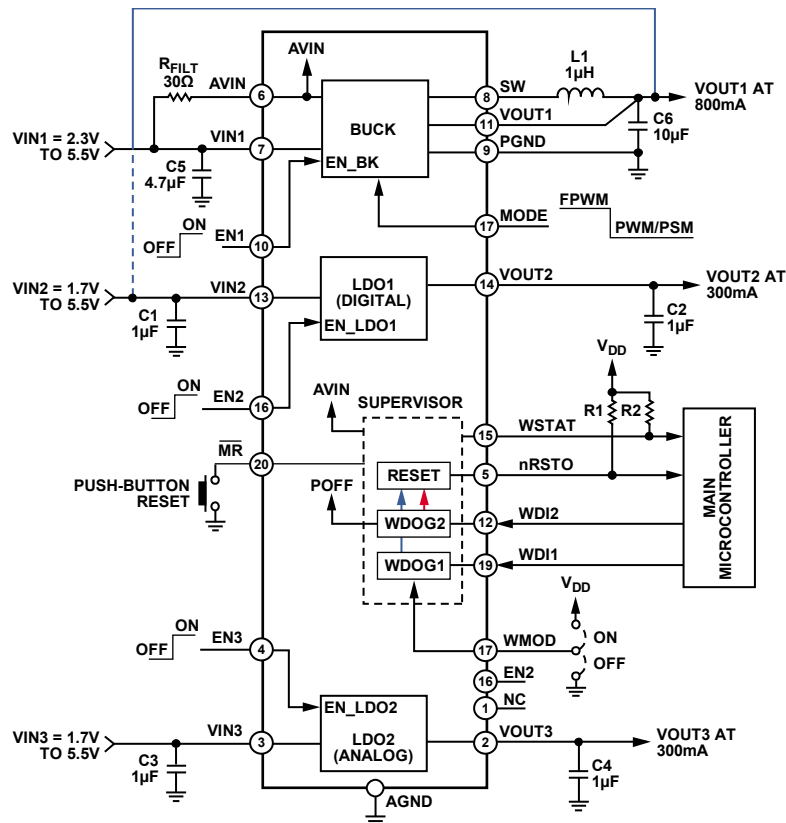 AVIN
R_FILT
30Ω
AVIN
6
VIN1 = 2.3V
TO 5.5V
VIN1
7
C5
4.7µF
BUCK
EN_BK
SW
8
VOUT1
11
PGND
9
L1
1µH
VOUT1 AT
800mA
C6
10µF
MODE
17
FPWM
PWM/PSM
OFF
ON
EN1
10
VIN2 = 1.7V
TO 5.5V
VIN2
13
C1
1µF
LDO1
(DIGITAL)
EN_LDO1
14
VOUT2
VOUT2 AT
300mA
C2
1µF
OFF
ON
EN2
16
AVIN
SUPERVISOR
V_DD
R1
R2
15
WSTAT
MR
20
PUSH-BUTTON
RESET
POFF
RESET
5
nRSTO
WDOG2
12
WDI2
WDOG1
19
WDI1
MAIN
MICROCONTROLLER
V_DD
ON
OFF
17
WMOD
16
EN2
1
NC
OFF
ON
EN3
4
EN_LDO2
LDO2
(ANALOG)
VIN3 = 1.7V
TO 5.5V
VIN3
3
C3
1µF
2
VOUT3
VOUT3 AT
300mA
C4
1µF
AGND